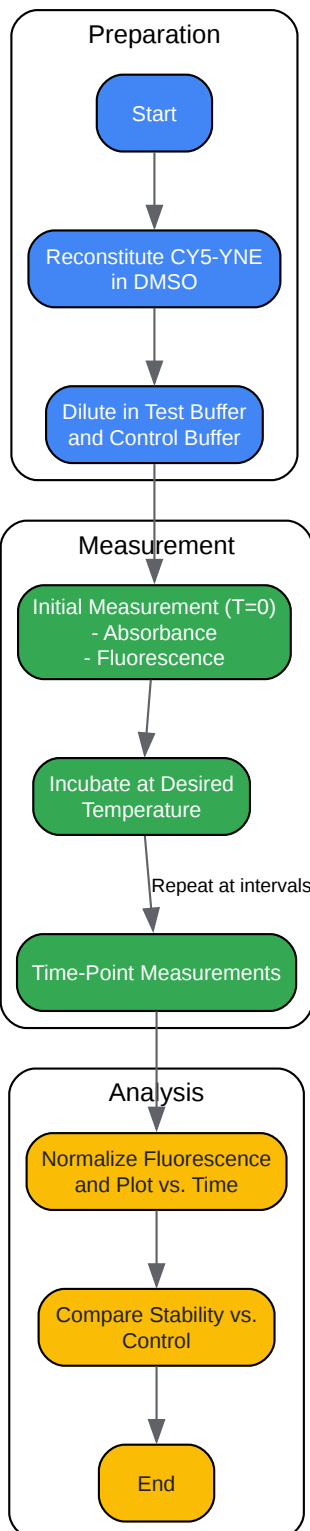 Preparation
Start
Reconstitute CY5-YNE
in DMSO
Dilute in Test Buffer
and Control Buffer
Measurement
Initial Measurement (T=0)
- Absorbance
- Fluorescence
Incubate at Desired
Temperature
Repeat at intervals
Time-Point Measurements
Analysis
Normalize Fluorescence
and Plot vs. Time
Compare Stability vs.
Control
End